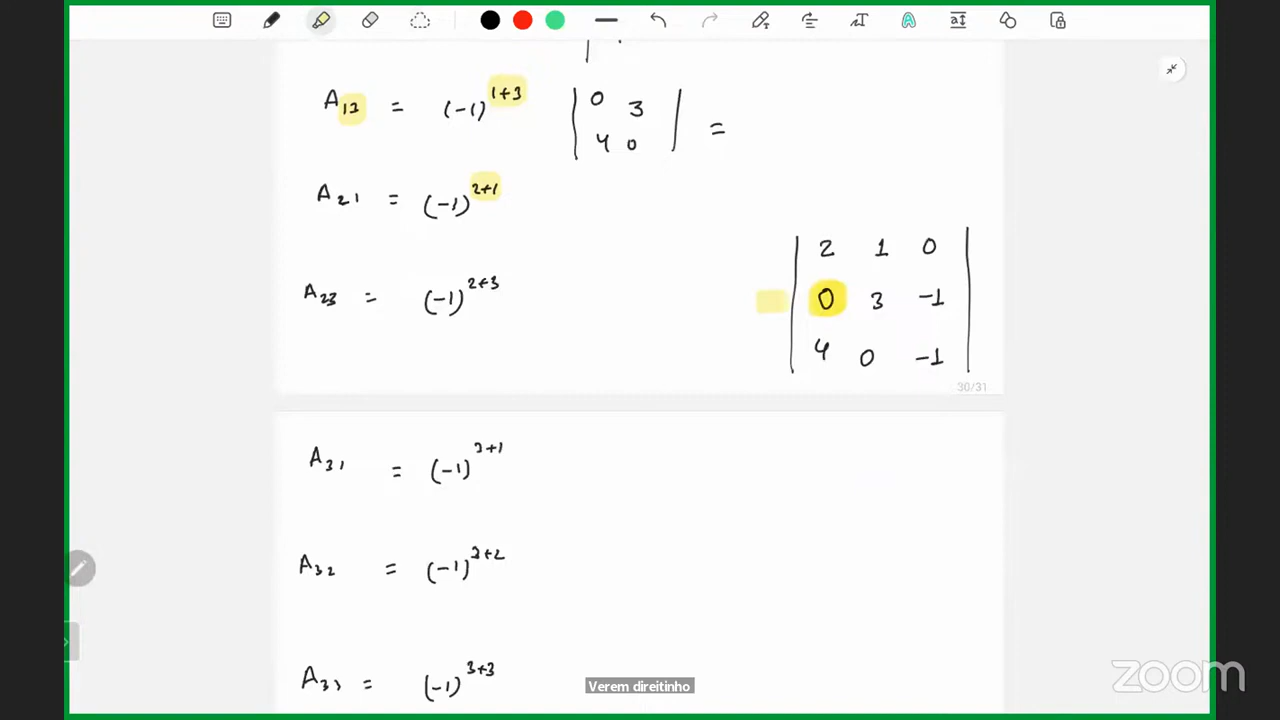 A13 = (-1)^1+3 | 0 3 | =
4 0
A21 = (-1)^2+1
| 2 1 0 |
A23 = (-1)^2+3
0 3 -1
4 0 -1
30/31
A31 = (-1)^3+1
A32 = (-1)^3+2
A33 = (-1)^3+3
Verem direitinho
zoom